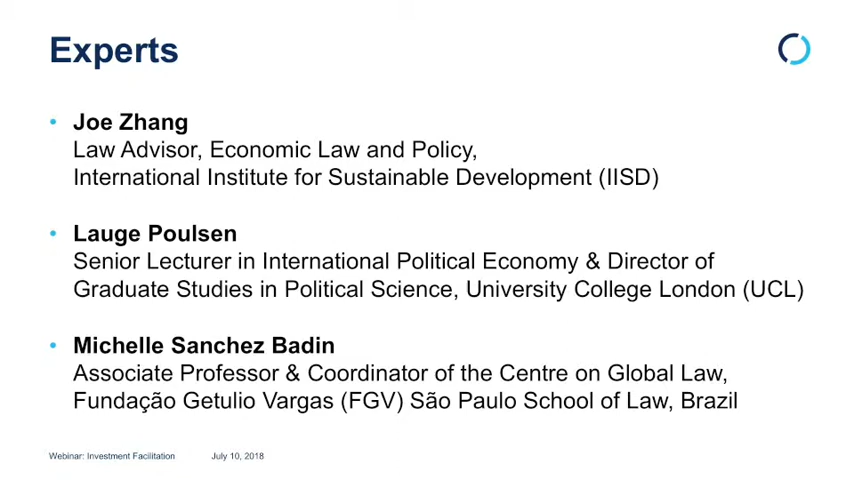 Experts
• Joe Zhang
Law Advisor, Economic Law and Policy,
International Institute for Sustainable Development (IISD)
• Lauge Poulsen
Senior Lecturer in International Political Economy & Director of
Graduate Studies in Political Science, University College London (UCL)
• Michelle Sanchez Badin
Associate Professor & Coordinator of the Centre on Global Law,
Fundação Getulio Vargas (FGV) São Paulo School of Law, Brazil
Webinar: Investment Facilitation July 10, 2018